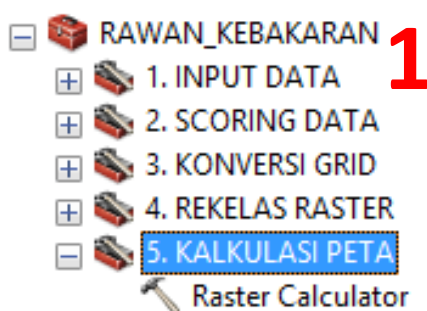 RAWAN_KEBAKARAN 1
1. INPUT DATA
2. SCORING DATA
3. KONVERSI GRID
4. REKELAS RASTER
5. KALKULASI PETA
Raster Calculator